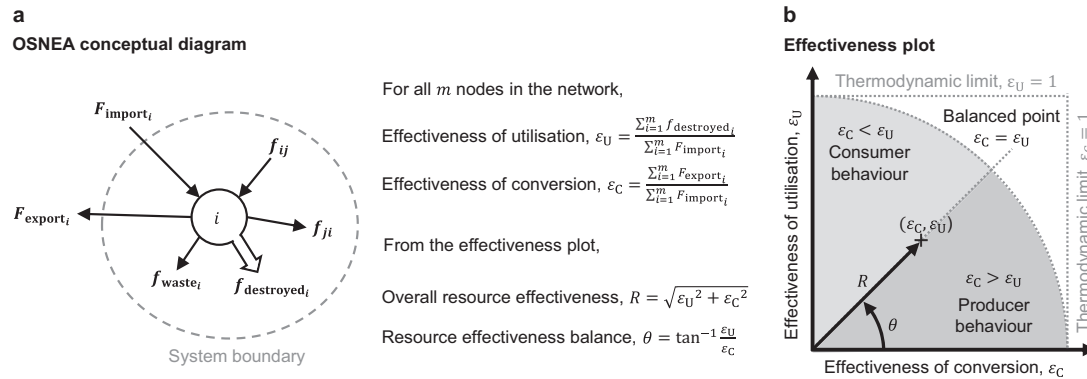 a
OSNEA conceptual diagram
F_import_i
f_ij
F_export_i
i
f_ji
f_waste_i
f_destroyed_i
System boundary
For all m nodes in the network,
Effectiveness of utilisation, ε_U = ∑_{i=1}^m f_destroyed_i / ∑_{i=1}^m F_import_i
Effectiveness of conversion, ε_C = ∑_{i=1}^m F_export_i / ∑_{i=1}^m F_import_i
From the effectiveness plot,
Overall resource effectiveness, R = √(ε_U² + ε_C²)
Resource effectiveness balance, θ = tan⁻¹ ε_U / ε_C
b
Effectiveness plot
Thermodynamic limit, ε_U = 1
Balanced point
ε_C = ε_U
ε_C < ε_U
Consumer
behaviour
(ε_C, ε_U)
ε_C > ε_U
Producer
behaviour
R
θ
Effectiveness of utilisation, ε_U
Thermodynamic limit, ε_C = 1
Effectiveness of conversion, ε_C